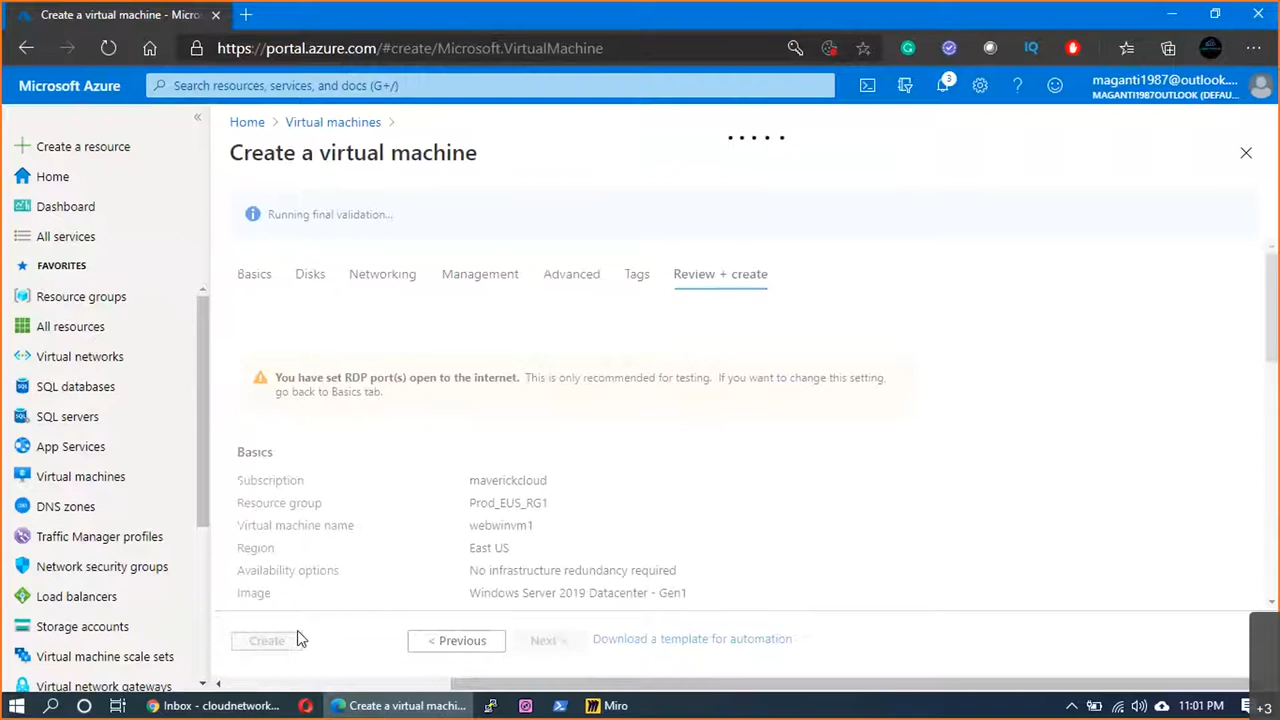 Create a virtual machine - Micro
https://portal.azure.com/#create/Microsoft.VirtualMachine
IQ
Microsoft Azure
Search resources, services, and docs (G+/)
3
maganti1987@outlook....
MAGANTI1987OUTLOOK (DEFAU...
Home > Virtual machines >
Create a virtual machine
Create a resource
Home
Dashboard
All services
FAVORITES
Resource groups
All resources
Virtual networks
SQL databases
SQL servers
App Services
Virtual machines
DNS zones
Traffic Manager profiles
Network security groups
Load balancers
Storage accounts
Virtual machine scale sets
Virtual network gateways
Running final validation...
Basics Disks Networking Management Advanced Tags Review + create
You have set RDP port(s) open to the internet. This is only recommended for testing. If you want to change this setting,
go back to Basics tab.
Basics
Subscription maverickcloud
Resource group Prod_EUS_RG1
Virtual machine name webwinvm1
Region East US
Availability options No infrastructure redundancy required
Image Windows Server 2019 Datacenter - Gen1
Create < Previous Next > Download a template for automation
Inbox - cloudnetwork... Create a virtual machi... Miro 11:01 PM
+3